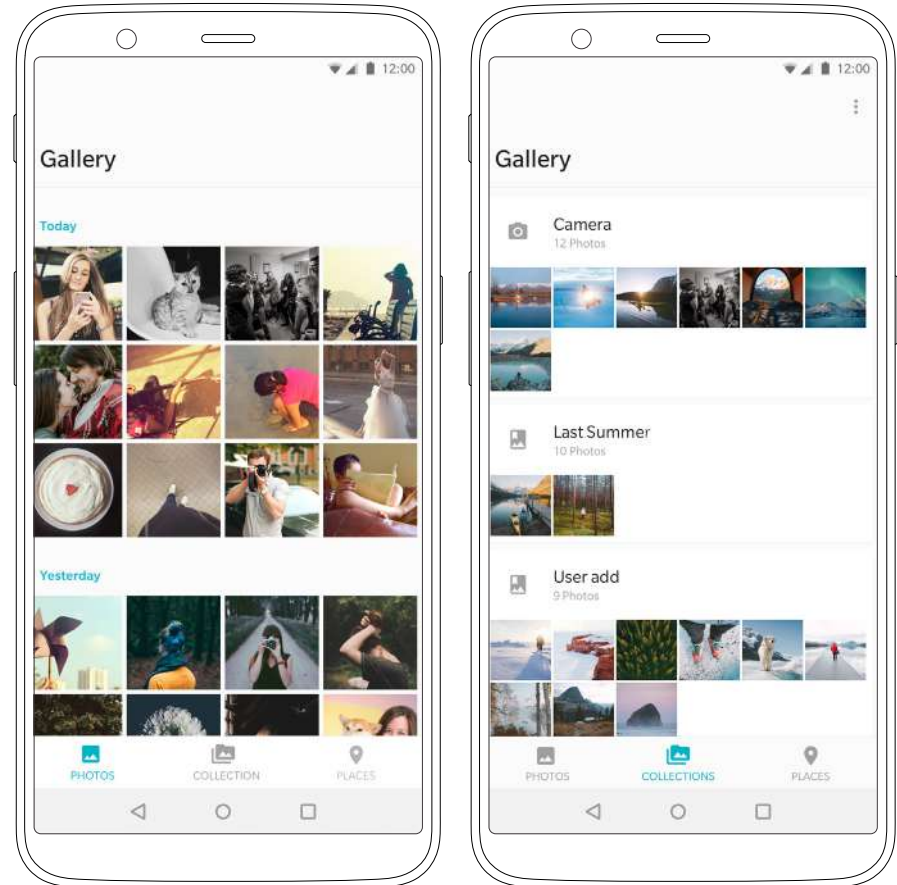 12:00
Gallery
Today
Yesterday
PHOTOS COLLECTION PLACES
12:00
Gallery
Camera
12 Photos
Last Summer
10 Photos
User add
9 Photos
PHOTOS COLLECTIONS PLACES